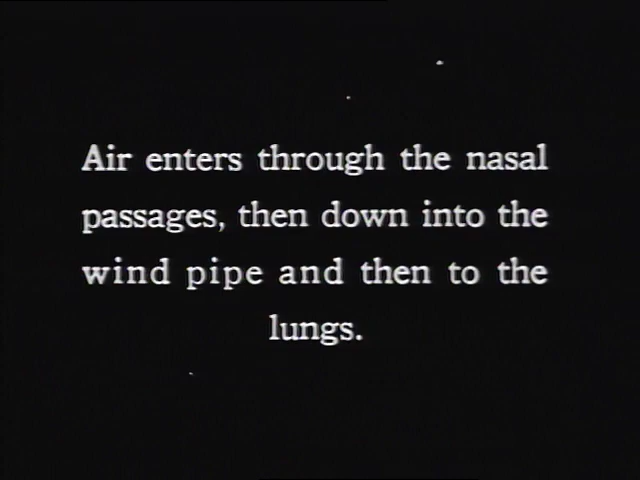 Air enters through the nasal
passages, then down into the
wind pipe and then to the
lungs.